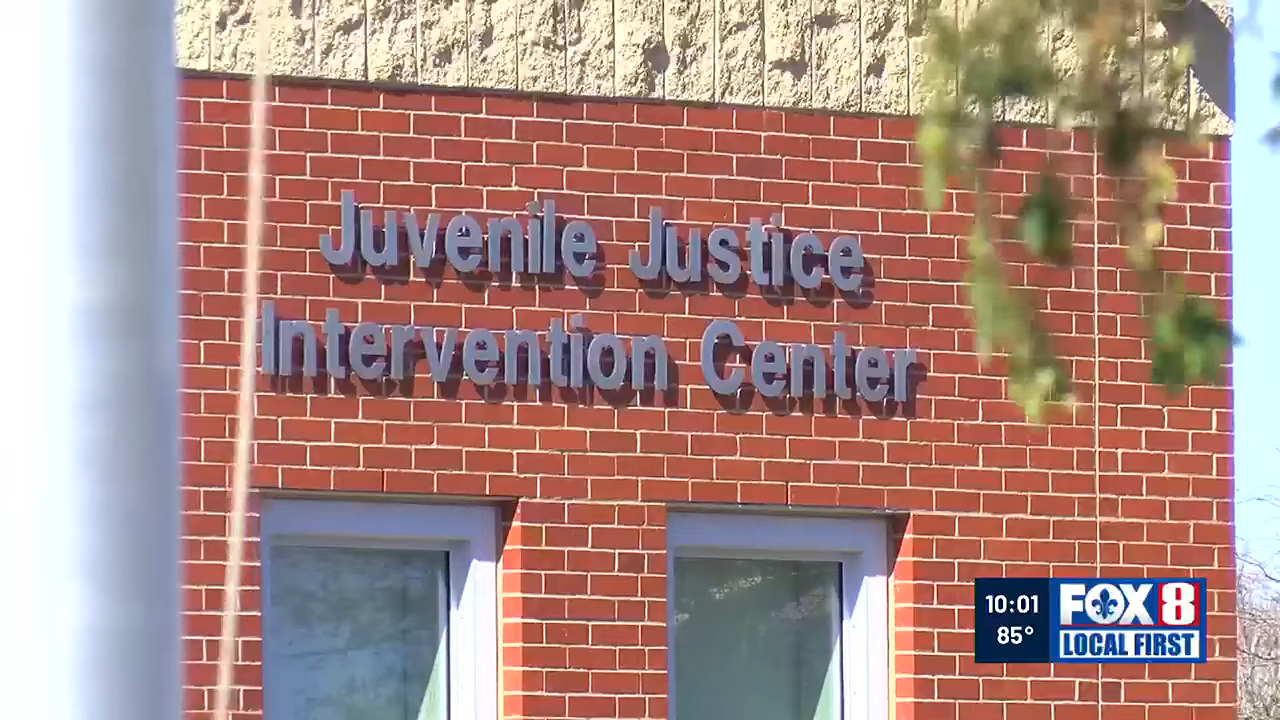 Juvenile Justice
Intervention Center
10:01
85°
FOX 8
LOCAL FIRST